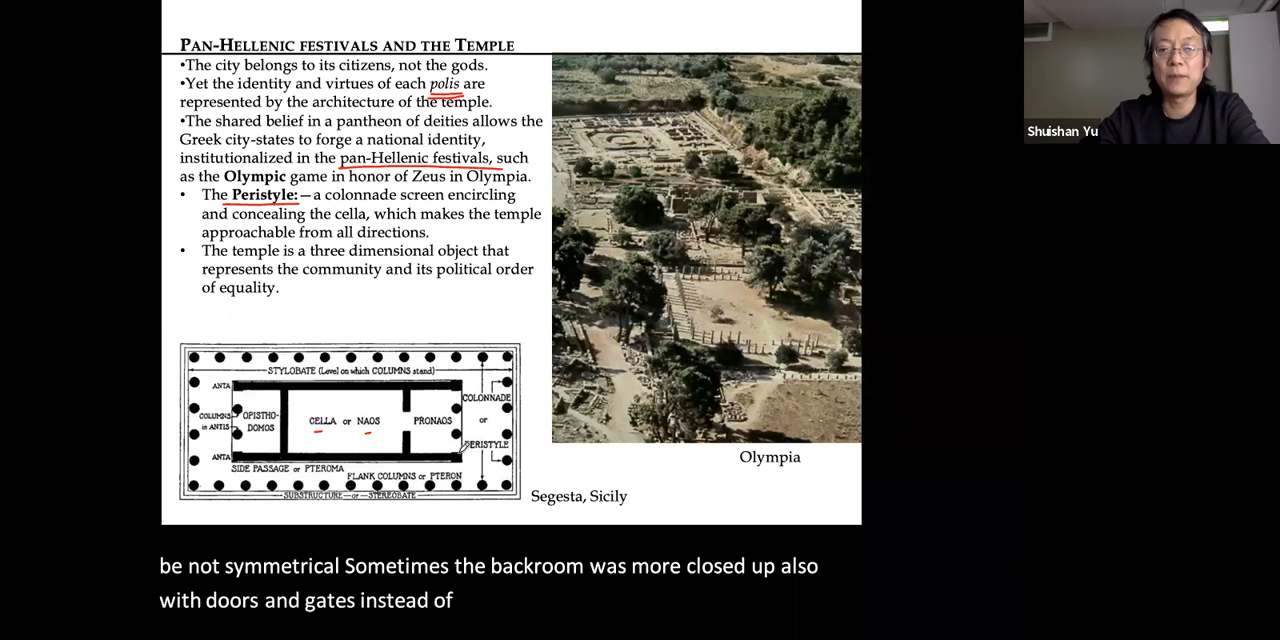 PAN-HELLENIC FESTIVALS AND THE TEMPLE
•The city belongs to its citizens, not the gods.
•Yet the identity and virtues of each polis are
represented by the architecture of the temple.
•The shared belief in a pantheon of deities allows the
Greek city-states to forge a national identity,
institutionalized in the pan-Hellenic festivals, such
as the Olympic game in honor of Zeus in Olympia.
• The Peristyle:—a colonnade screen encircling
and concealing the cella, which makes the temple
approachable from all directions.
• The temple is a three dimensional object that
represents the community and its political order
of equality.
STYLOBATE (Level on which COLUMNS stand)
ANTA
COLUMNS
in ANTIS
OPISTHO-
DOMOS
CELLA or NAOS
PRONAOS
COLONNADE
or
PERISTYLE
ANTA
SIDE PASSAGE or PTEROMA
FLANK COLUMNS or PTERON
SUBSTRUCTURE—or—STEREOBATE
Olympia
Segesta, Sicily
Shuishan Yu
be not symmetrical Sometimes the backroom was more closed up also
with doors and gates instead of